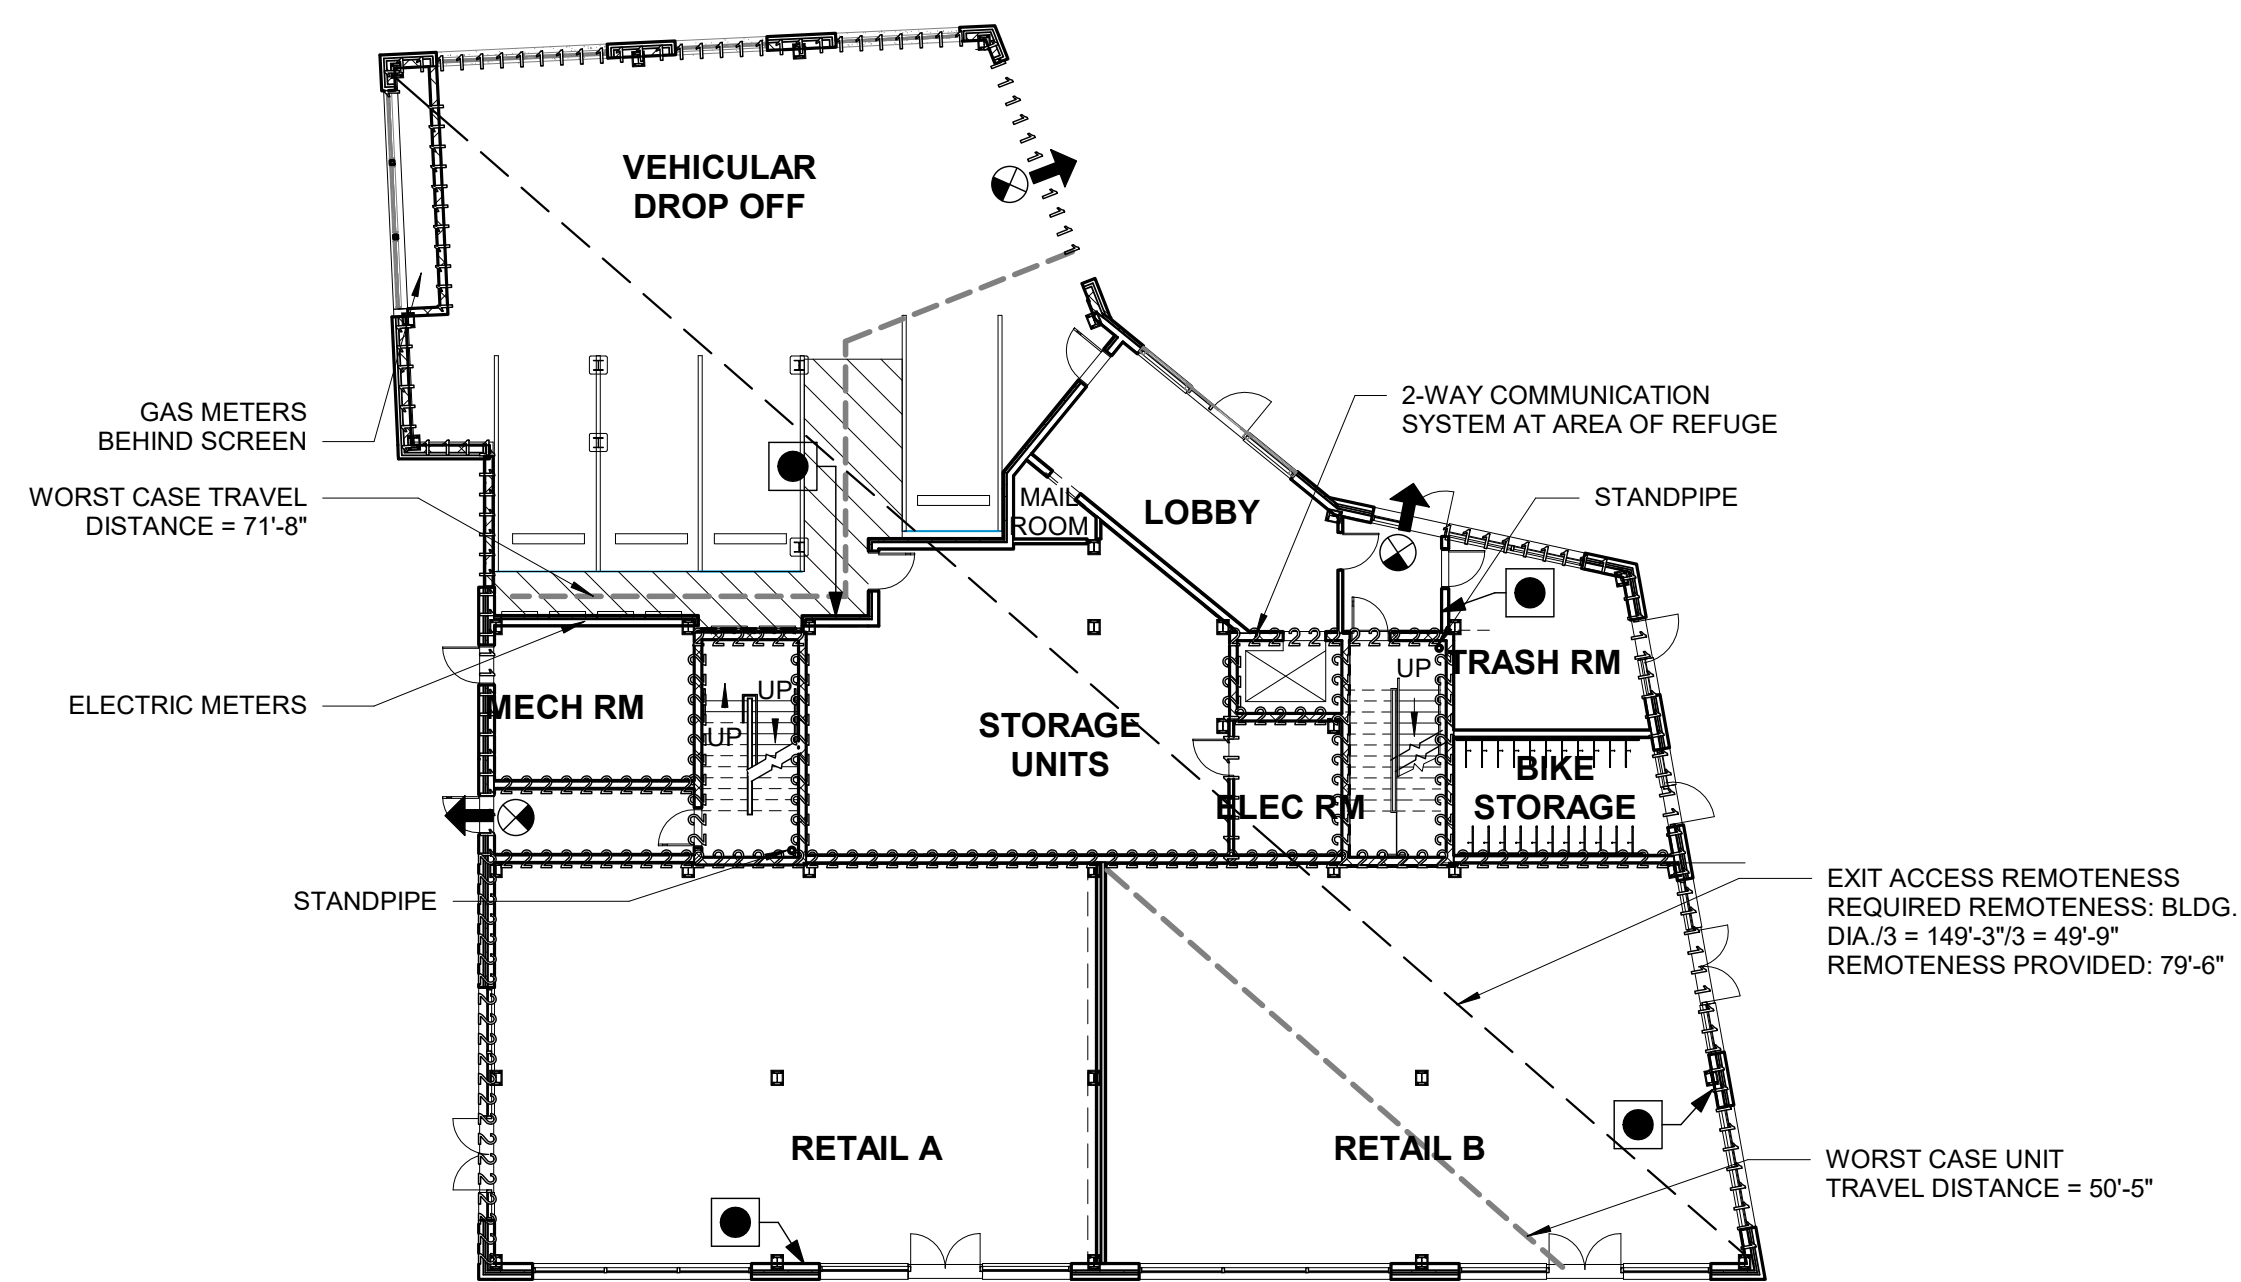 VEHICULAR
DROP OFF
GAS METERS
BEHIND SCREEN
WORST CASE TRAVEL
DISTANCE = 71'-8"
2-WAY COMMUNICATION
SYSTEM AT AREA OF REFUGE
STANDPIPE
MAIL
ROOM
LOBBY
ELECTRIC METERS
MECH RM
UP
UP
STORAGE
UNITS
UP
TRASH RM
ELEC RM
BIKE
STORAGE
STANDPIPE
EXIT ACCESS REMOTENESS
REQUIRED REMOTENESS: BLDG.
DIA./3 = 149'-3"/3 = 49'-9"
REMOTENESS PROVIDED: 79'-6"
RETAIL A
RETAIL B
WORST CASE UNIT
TRAVEL DISTANCE = 50'-5"